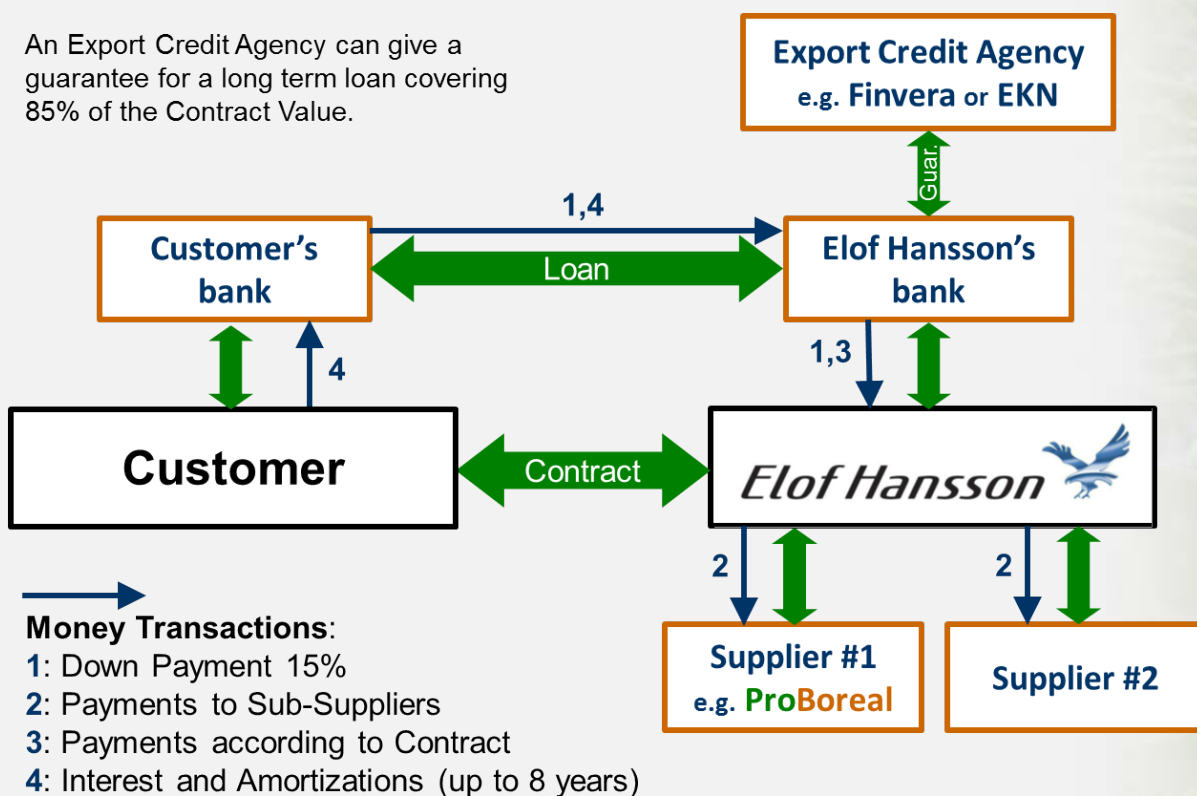 An Export Credit Agency can give a
guarantee for a long term loan covering
85% of the Contract Value.
Export Credit Agency
e.g. Finvera or EKN
Guar.
1,4
Customer's
bank
Loan
Elof Hansson's
bank
4
1,3
Customer
Contract
Elof Hansson
2
2
Supplier #1
e.g. ProBoreal
Supplier #2
Money Transactions:
1: Down Payment 15%
2: Payments to Sub-Suppliers
3: Payments according to Contract
4: Interest and Amortizations (up to 8 years)